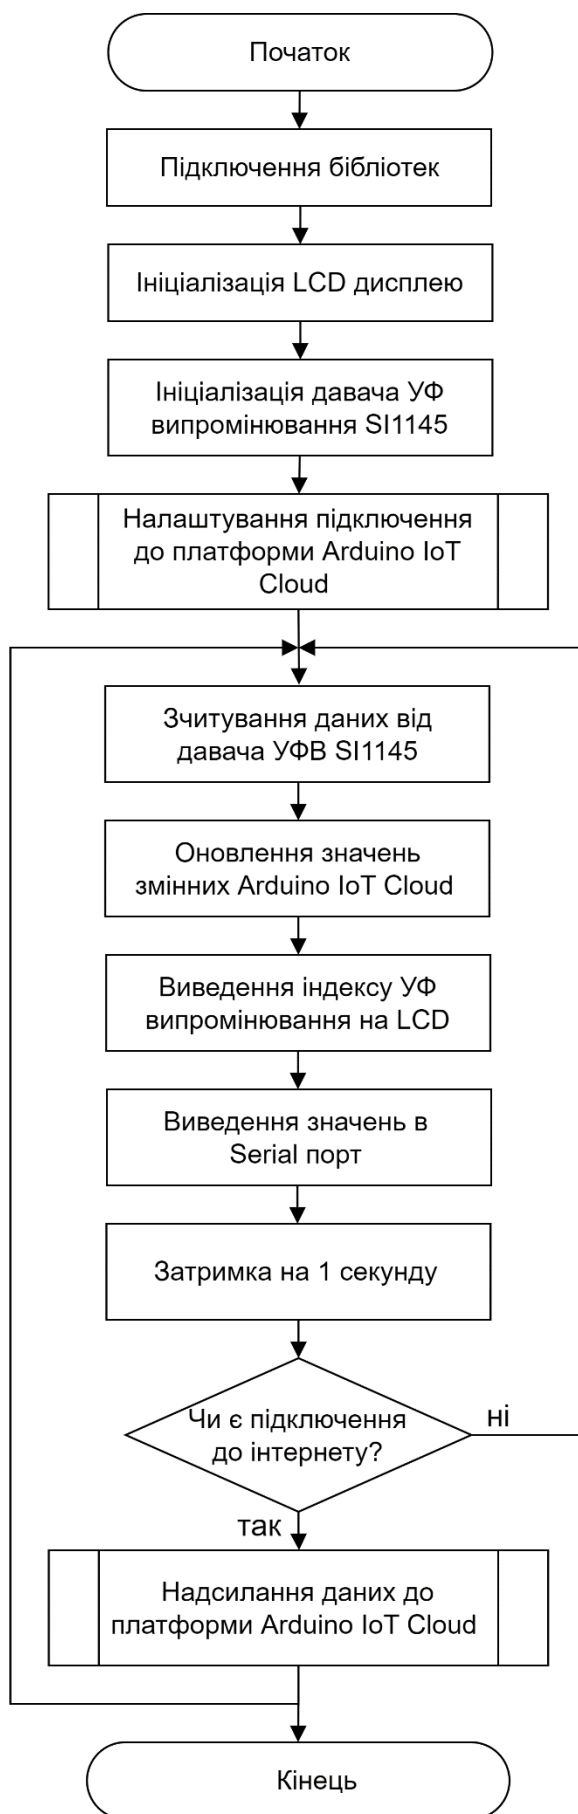 Початок
Підключення бібліотек
Ініціалізація LCD дисплею
Ініціалізація давача УФ
випромінювання SI1145
Налаштування підключення
до платформи Arduino IoT
Cloud
Зчитування даних від
давача УФВ SI1145
Оновлення значень
змінних Arduino IoT Cloud
Виведення індексу УФ
випромінювання на LCD
Виведення значень в
Serial порт
Затримка на 1 секунду
Чи є підключення
до інтернету?
ні
так
Надсилання даних до
платформи Arduino IoT Cloud
Кінець